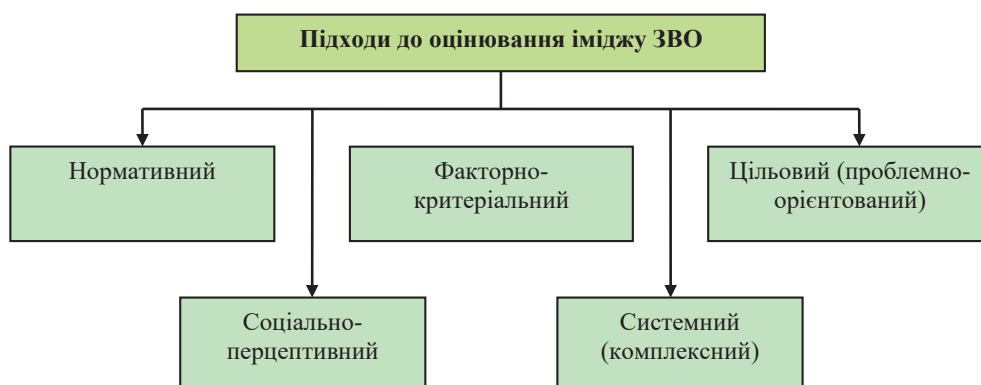 Підходи до оцінювання іміджу ЗВО
Нормативний
Факторно-
критеріальний
Цільовий (проблемно-
орієнтований)
Соціально-
перцептивний
Системний
(комплексний)